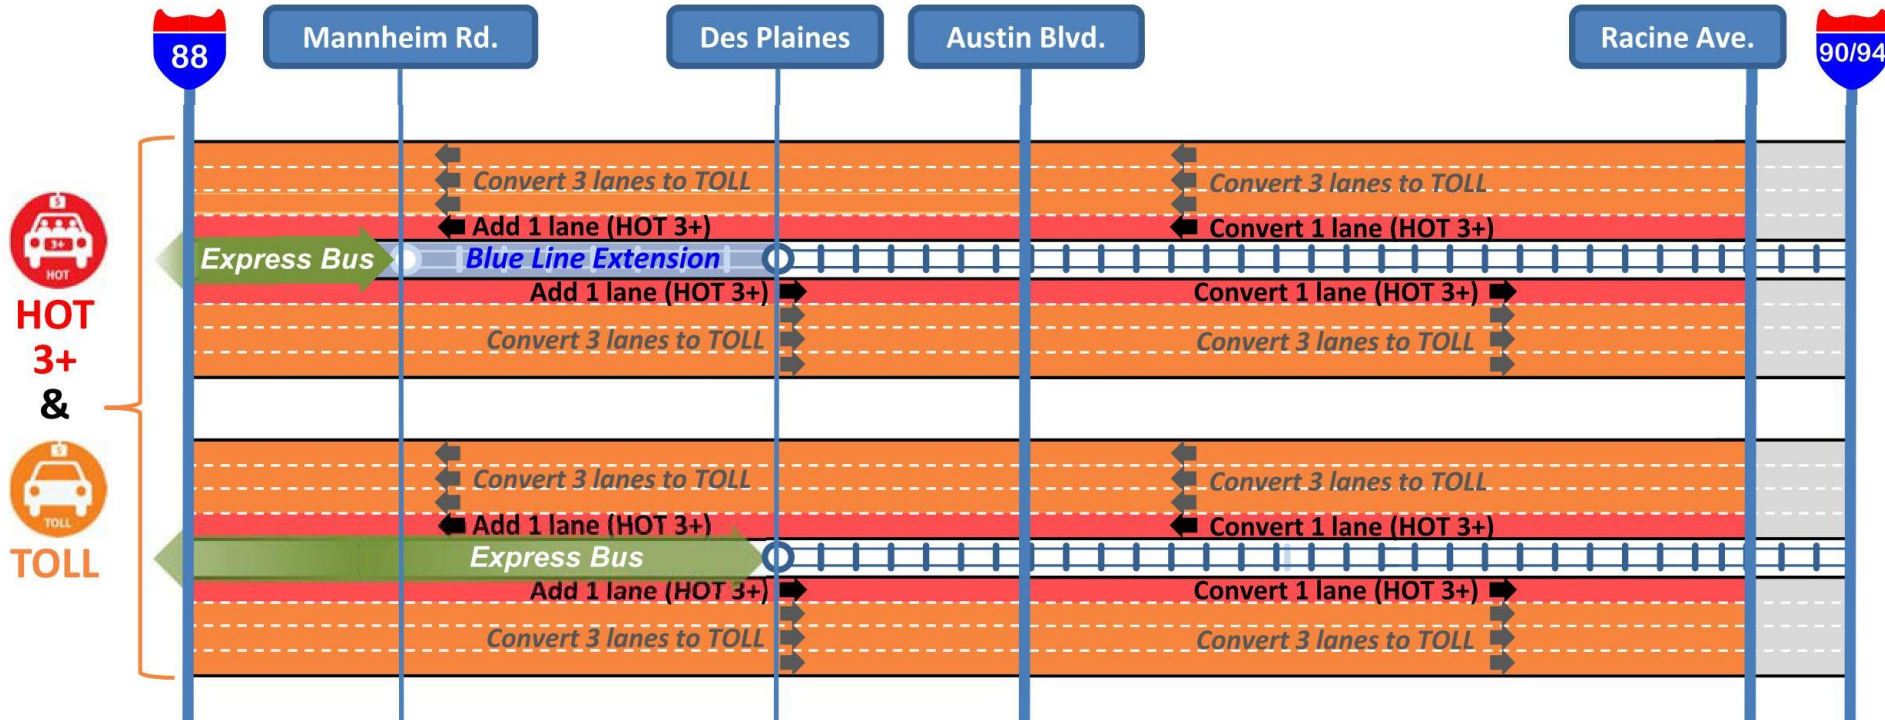 88
Mannheim Rd.
Des Plaines
Austin Blvd.
Racine Ave.
90/94
Convert 3 lanes to TOLL
Convert 3 lanes to TOLL
Add 1 lane (HOT 3+)
Convert 1 lane (HOT 3+)
Express Bus
Blue Line Extension
Add 1 lane (HOT 3+)
Convert 1 lane (HOT 3+)
Convert 3 lanes to TOLL
Convert 3 lanes to TOLL
$
3+
HOT
HOT
3+
&
$
TOLL
TOLL
Convert 3 lanes to TOLL
Convert 3 lanes to TOLL
Add 1 lane (HOT 3+)
Convert 1 lane (HOT 3+)
Express Bus
Add 1 lane (HOT 3+)
Convert 1 lane (HOT 3+)
Convert 3 lanes to TOLL
Convert 3 lanes to TOLL